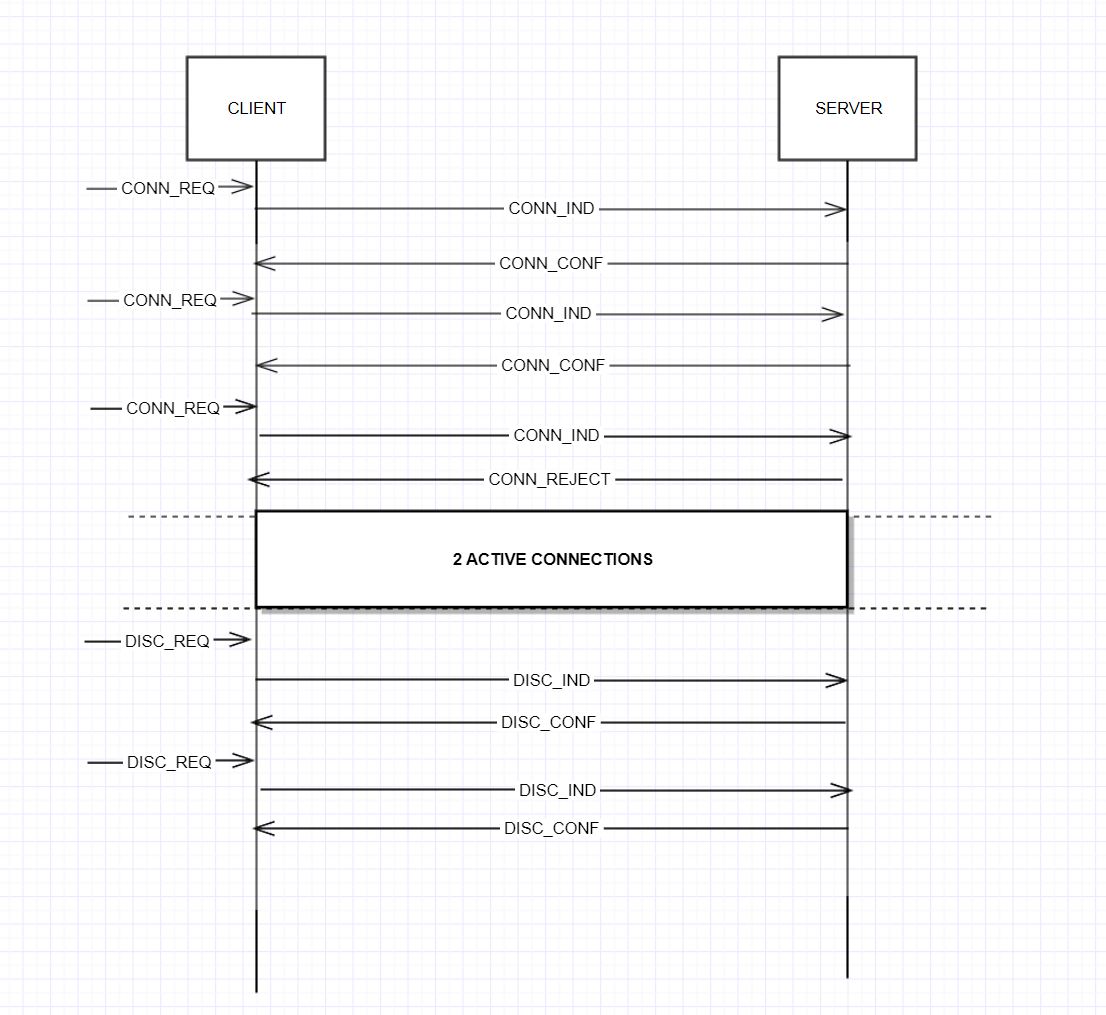 CLIENT
SERVER
CONN_REQ
CONN_IND
CONN_CONF
CONN_REQ
CONN_IND
CONN_CONF
CONN_REQ
CONN_IND
CONN_REJECT
2 ACTIVE CONNECTIONS
DISC_REQ
DISC_IND
DISC_CONF
DISC_REQ
DISC_IND
DISC_CONF